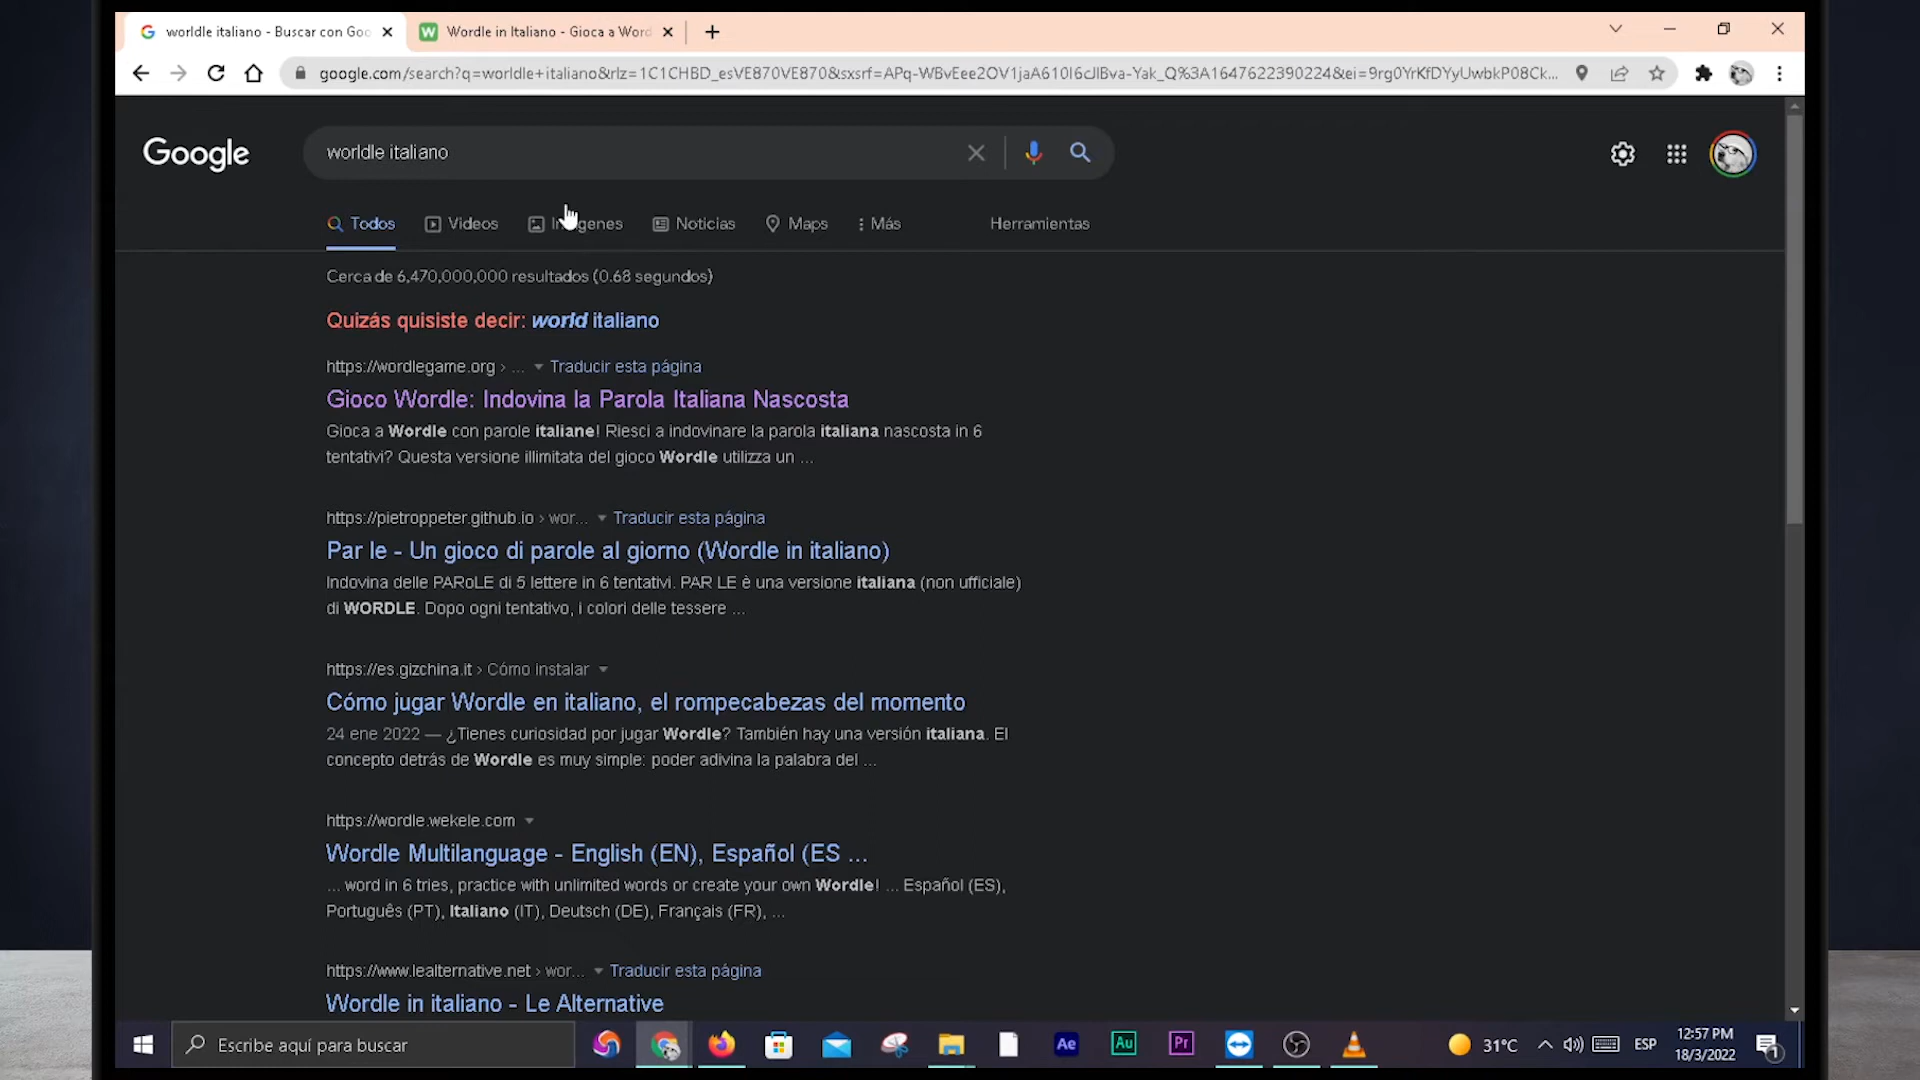 worldle italiano - Buscar con Goo
Wordle in Italiano - Gioca a Word
google.com/search?q=worldle+italiano&rlz=1C1CHBD_esVE870VE870&sxsrf=APq-WBvEee2OV1jaA610I6cJIBva-Yak_Q%3A1647622390224&ei=9rg0YrKfDYyUwbkP08Ck...
Google
worldle italiano
Todos
Videos
Imágenes
Noticias
Maps
Más
Herramientas
Cerca de 6,470,000,000 resultados (0.68 segundos)
Quizás quisiste decir: world italiano
https://wordlegame.org › ... Traducir esta página
Gioco Wordle: Indovina la Parola Italiana Nascosta
Gioca a Wordle con parole italiane! Riesci a indovinare la parola italiana nascosta in 6
tentativi? Questa versione illimitata del gioco Wordle utilizza un ...
https://pietroppeter.github.io › wor... Traducir esta página
Par le - Un gioco di parole al giorno (Wordle in italiano)
Indovina delle PARoLE di 5 lettere in 6 tentativi. PAR LE è una versione italiana (non ufficiale)
di WORDLE. Dopo ogni tentativo, i colori delle tessere ...
https://es.gizchina.it › Cómo instalar
Cómo jugar Wordle en italiano, el rompecabezas del momento
24 ene 2022 — ¿Tienes curiosidad por jugar Wordle? También hay una versión italiana. El
concepto detrás de Wordle es muy simple: poder adivina la palabra del ...
https://wordle.wekele.com
Wordle Multilanguage - English (EN), Español (ES ...
... word in 6 tries, practice with unlimited words or create your own Wordle! ... Español (ES),
Português (PT), Italiano (IT), Deutsch (DE), Français (FR), ...
https://www.lealternative.net › wor... Traducir esta página
Wordle in italiano - Le Alternative
Escribe aquí para buscar
Ae
Au
Pr
31°C
ESP
12:57 PM
18/3/2022
1